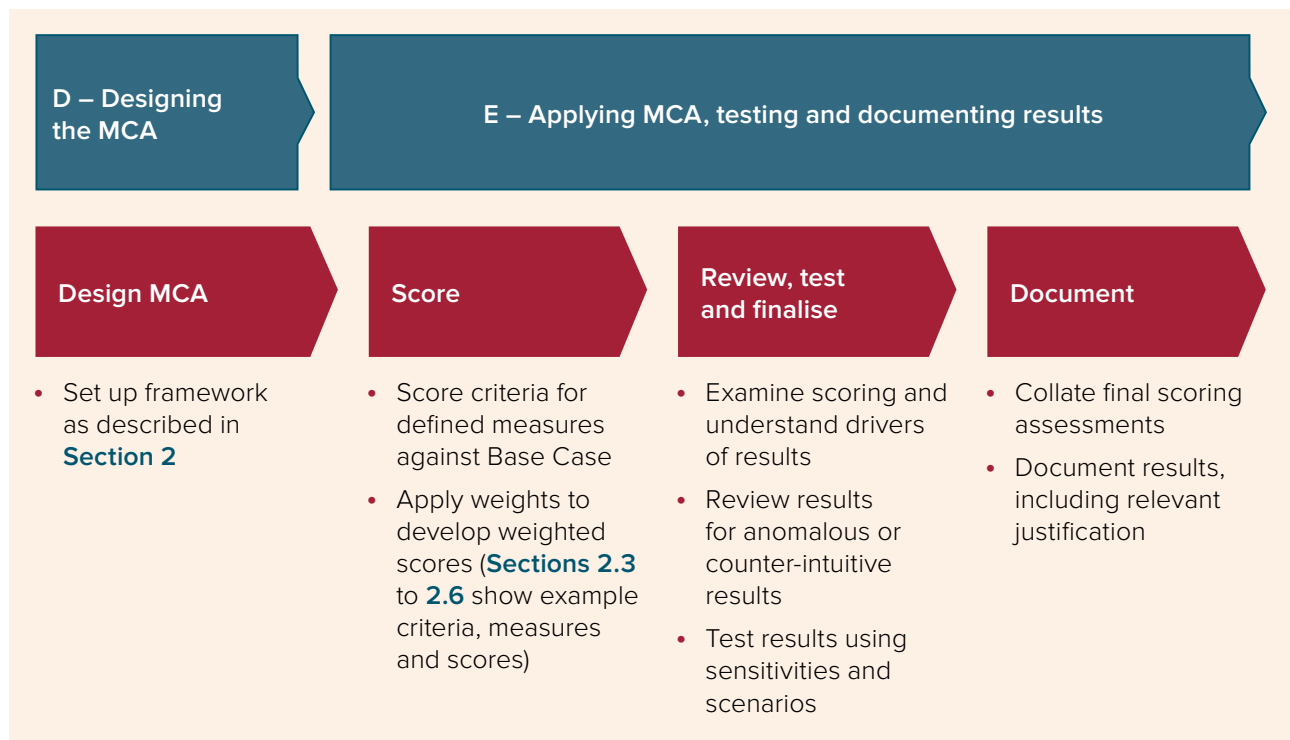 D – Designing
the MCA
E – Applying MCA, testing and documenting results
Design MCA
Score
Review, test
and finalise
Document
• Set up framework
as described in
Section 2
• Score criteria for
defined measures
against Base Case
• Apply weights to
develop weighted
scores (Sections 2.3
to 2.6 show example
criteria, measures
and scores)
• Examine scoring and
understand drivers
of results
• Review results
for anomalous or
counter-intuitive
results
• Test results using
sensitivities and
scenarios
• Collate final scoring
assessments
• Document results,
including relevant
justification